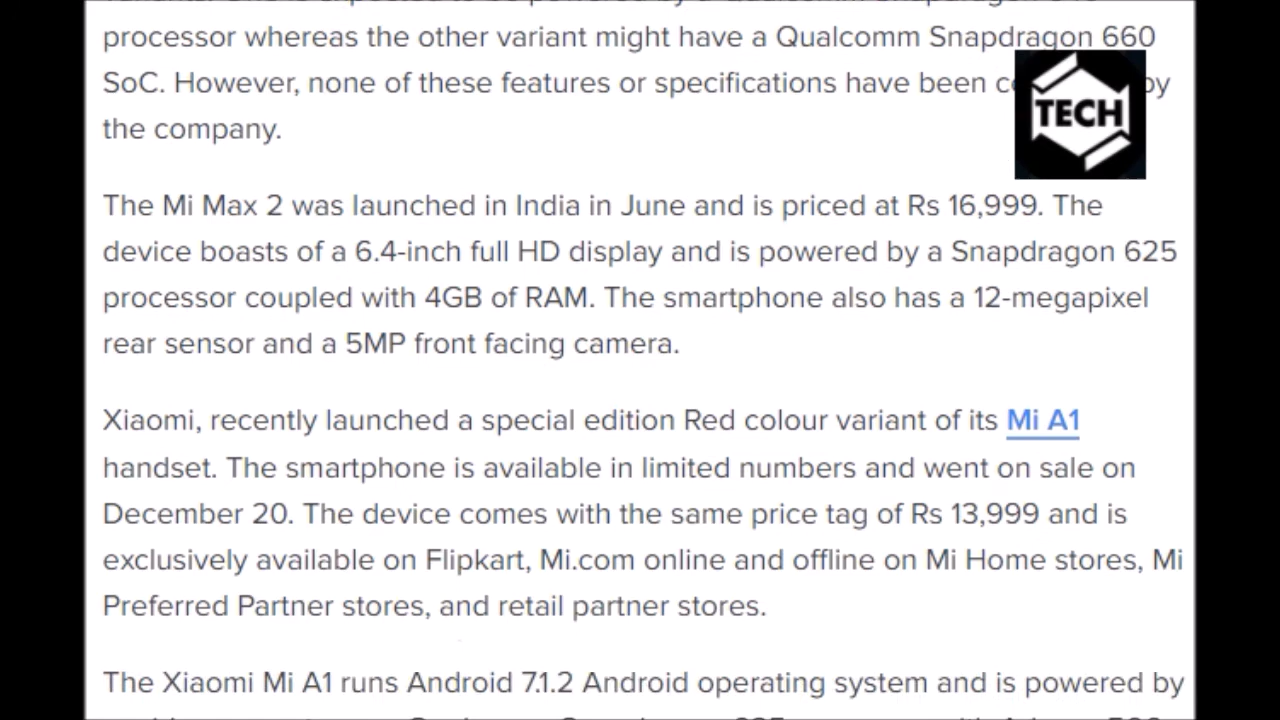 processor whereas the other variant might have a Qualcomm Snapdragon 660
SoC. However, none of these features or specifications have been by
TECH
the company.
The Mi Max 2 was launched in India in June and is priced at Rs 16,999. The
device boasts of a 6.4-inch full HD display and is powered by a Snapdragon 625
processor coupled with 4GB of RAM. The smartphone also has a 12-megapixel
rear sensor and a 5MP front facing camera.
Xiaomi, recently launched a special edition Red colour variant of its Mi A1
handset. The smartphone is available in limited numbers and went on sale on
December 20. The device comes with the same price tag of Rs 13,999 and is
exclusively available on Flipkart, Mi.com online and offline on Mi Home stores, Mi
Preferred Partner stores, and retail partner stores.
The Xiaomi Mi A1 runs Android 7.1.2 Android operating system and is powered by